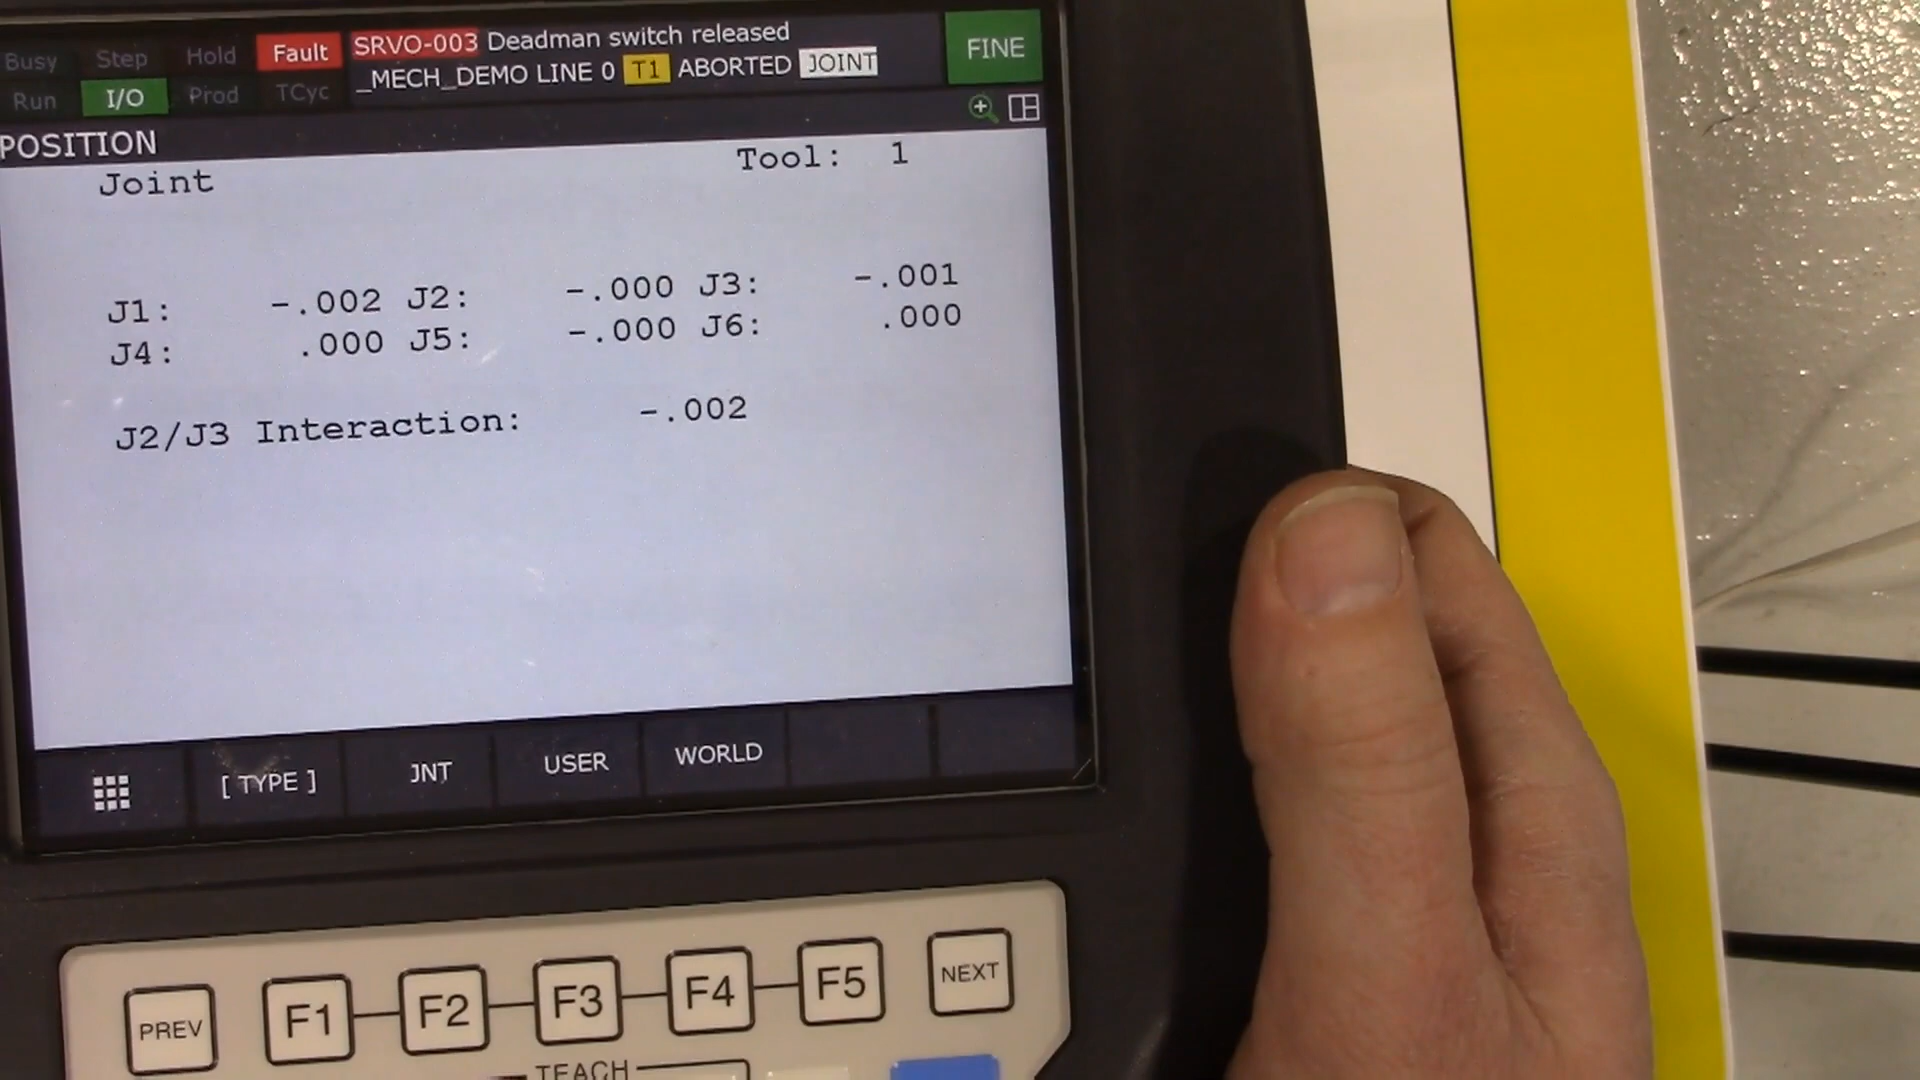 Busy Step Hold Fault SRVO-003 Deadman switch released FINE
Run I/O Prod TCyc _MECH_DEMO LINE 0 T1 ABORTED JOINT
POSITION
Joint Tool: 1
J1: -.002 J2: -.000 J3: -.001
J4: .000 J5: -.000 J6: .000
J2/J3 Interaction: -.002
[ TYPE ] JNT USER WORLD
PREV F1 F2 F3 F4 F5 NEXT
TEACH